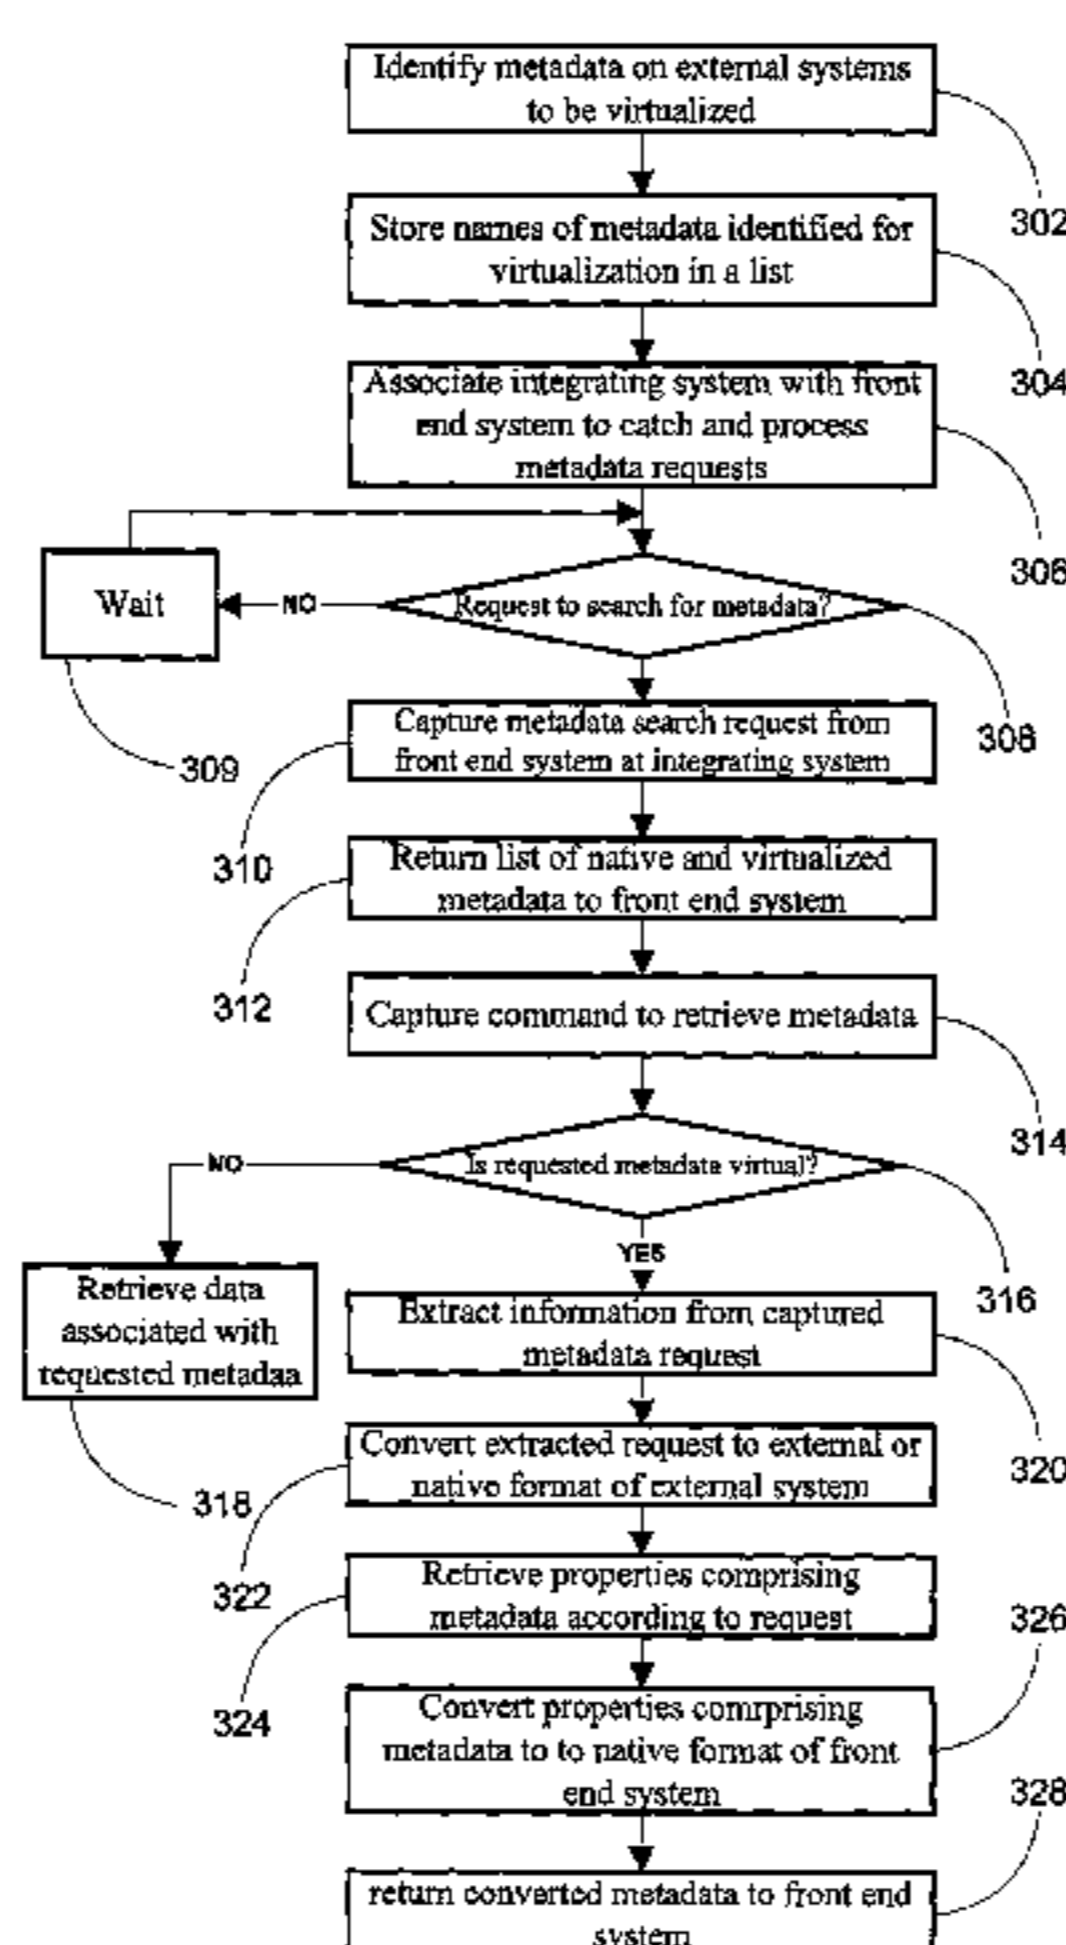 Identify metadata on external systems
to be virtualized
302
Store names of metadata identified for
virtualization in a list
304
Associate integrating system with front
end system to catch and process
metadata requests
306
Wait
NO
Request to search for metadata?
308
309
Capture metadata search request from
front end system at integrating system
310
Return list of native and virtualized
metadata to front end system
312
Capture command to retrieve metadata
314
NO
Is requested metadata virtual?
316
YES
Retrieve data
associated with
requested metadaa
318
Extract information from captured
metadata request
320
Convert extracted request to external or
native format of external system
322
Retrieve properties comprising
metadata according to request
324
326
Convert properties comrprising
metadata to to native format of front
end system
328
return converted metadata to front end
system